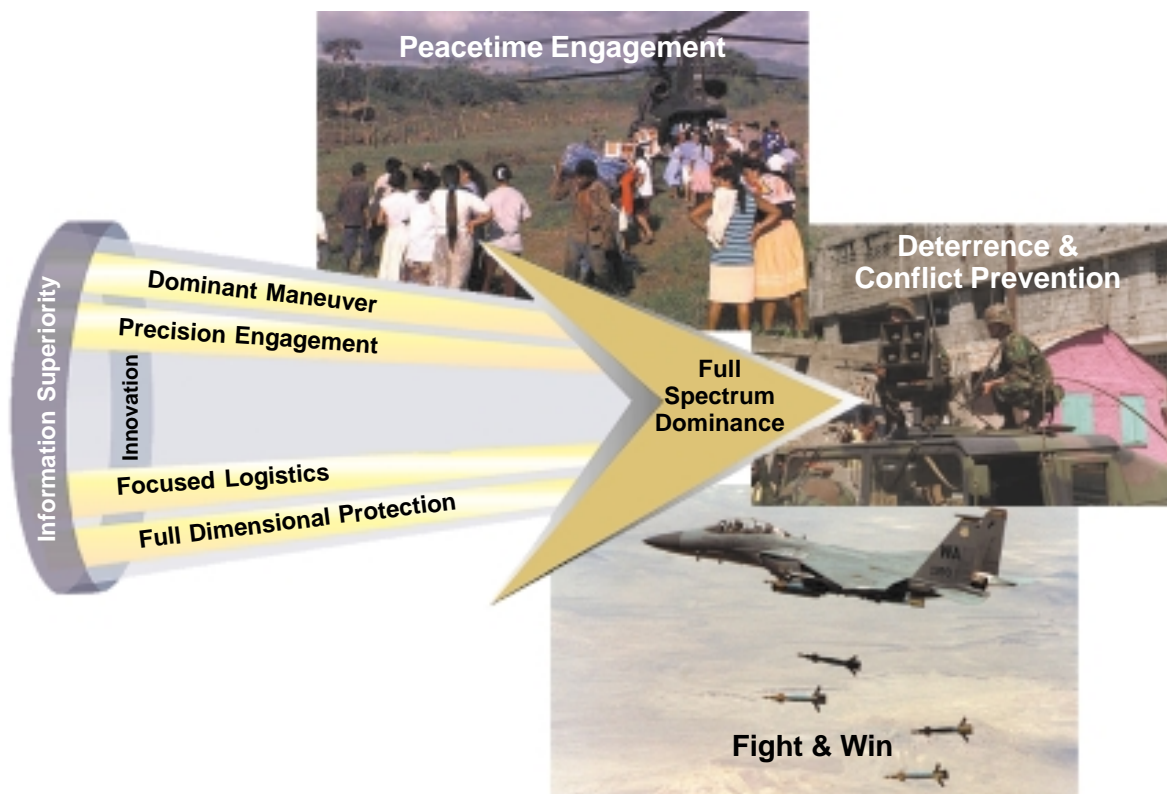 Peacetime Engagement
Deterrence &
Conflict Prevention
Information Superiority
Dominant Maneuver
Precision Engagement
Innovation
Full
Spectrum
Dominance
Focused Logistics
Full Dimensional Protection
WA
Fight & Win